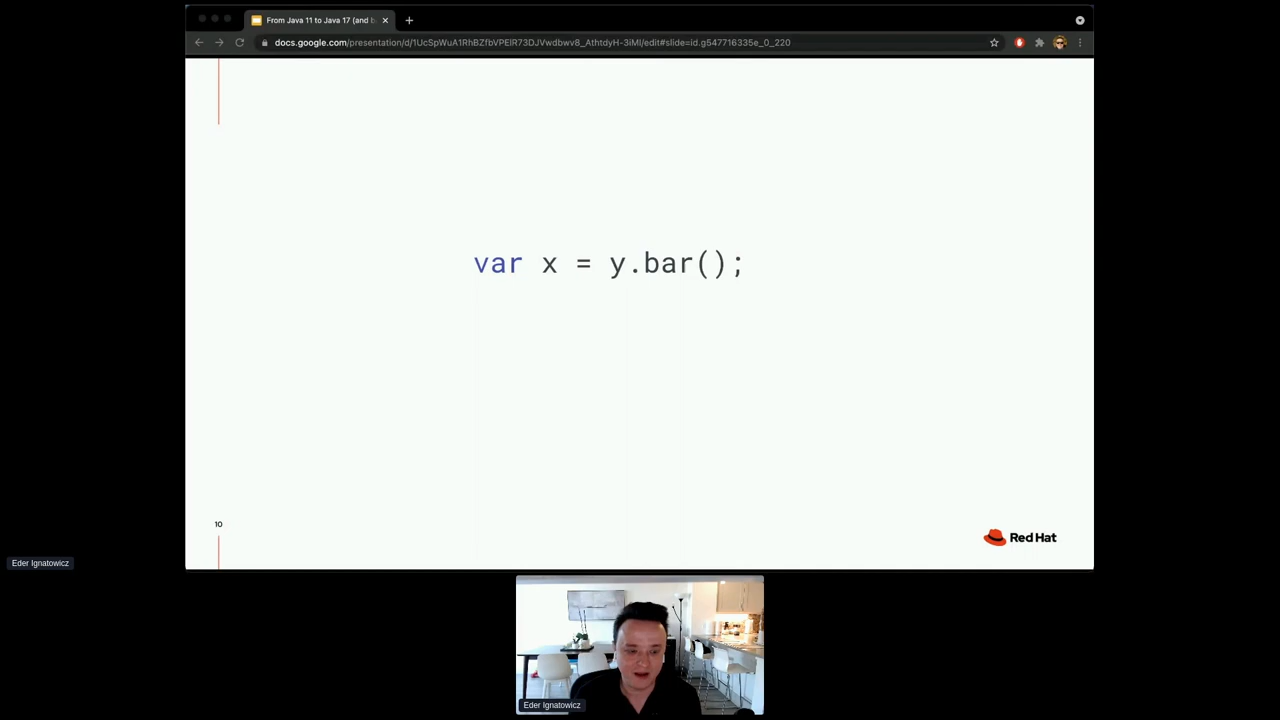 From Java 11 to Java 17 (and b
docs.google.com/presentation/d/1UcSpWuA1RhBZfbVPElR73DJVwdbwv8_AthtdyH-3iMI/edit#slide=id.g547716335e_0_220
var x = y.bar();
10
Red Hat
Eder Ignatowicz
Eder Ignatowicz